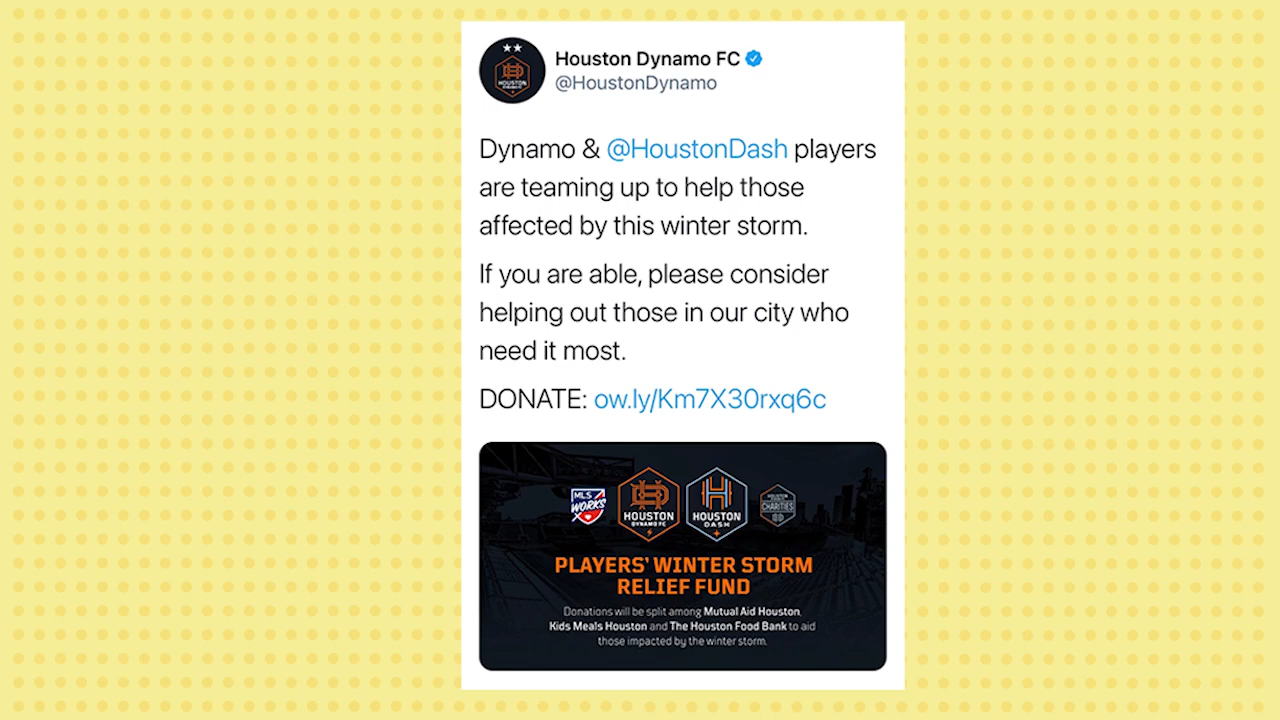 Houston Dynamo FC
@HoustonDynamo
Dynamo & @HoustonDash players
are teaming up to help those
affected by this winter storm.
If you are able, please consider
helping out those in our city who
need it most.
DONATE: ow.ly/Km7X30rxq6c
MLS
WORKS
HOUSTON
DYNAMO FC
HOUSTON
DASH
HOUSTON
CHARITIES
PLAYERS' WINTER STORM
RELIEF FUND
Donations will be split among Mutual Aid Houston,
Kids Meals Houston and The Houston Food Bank to aid
those impacted by the winter storm.